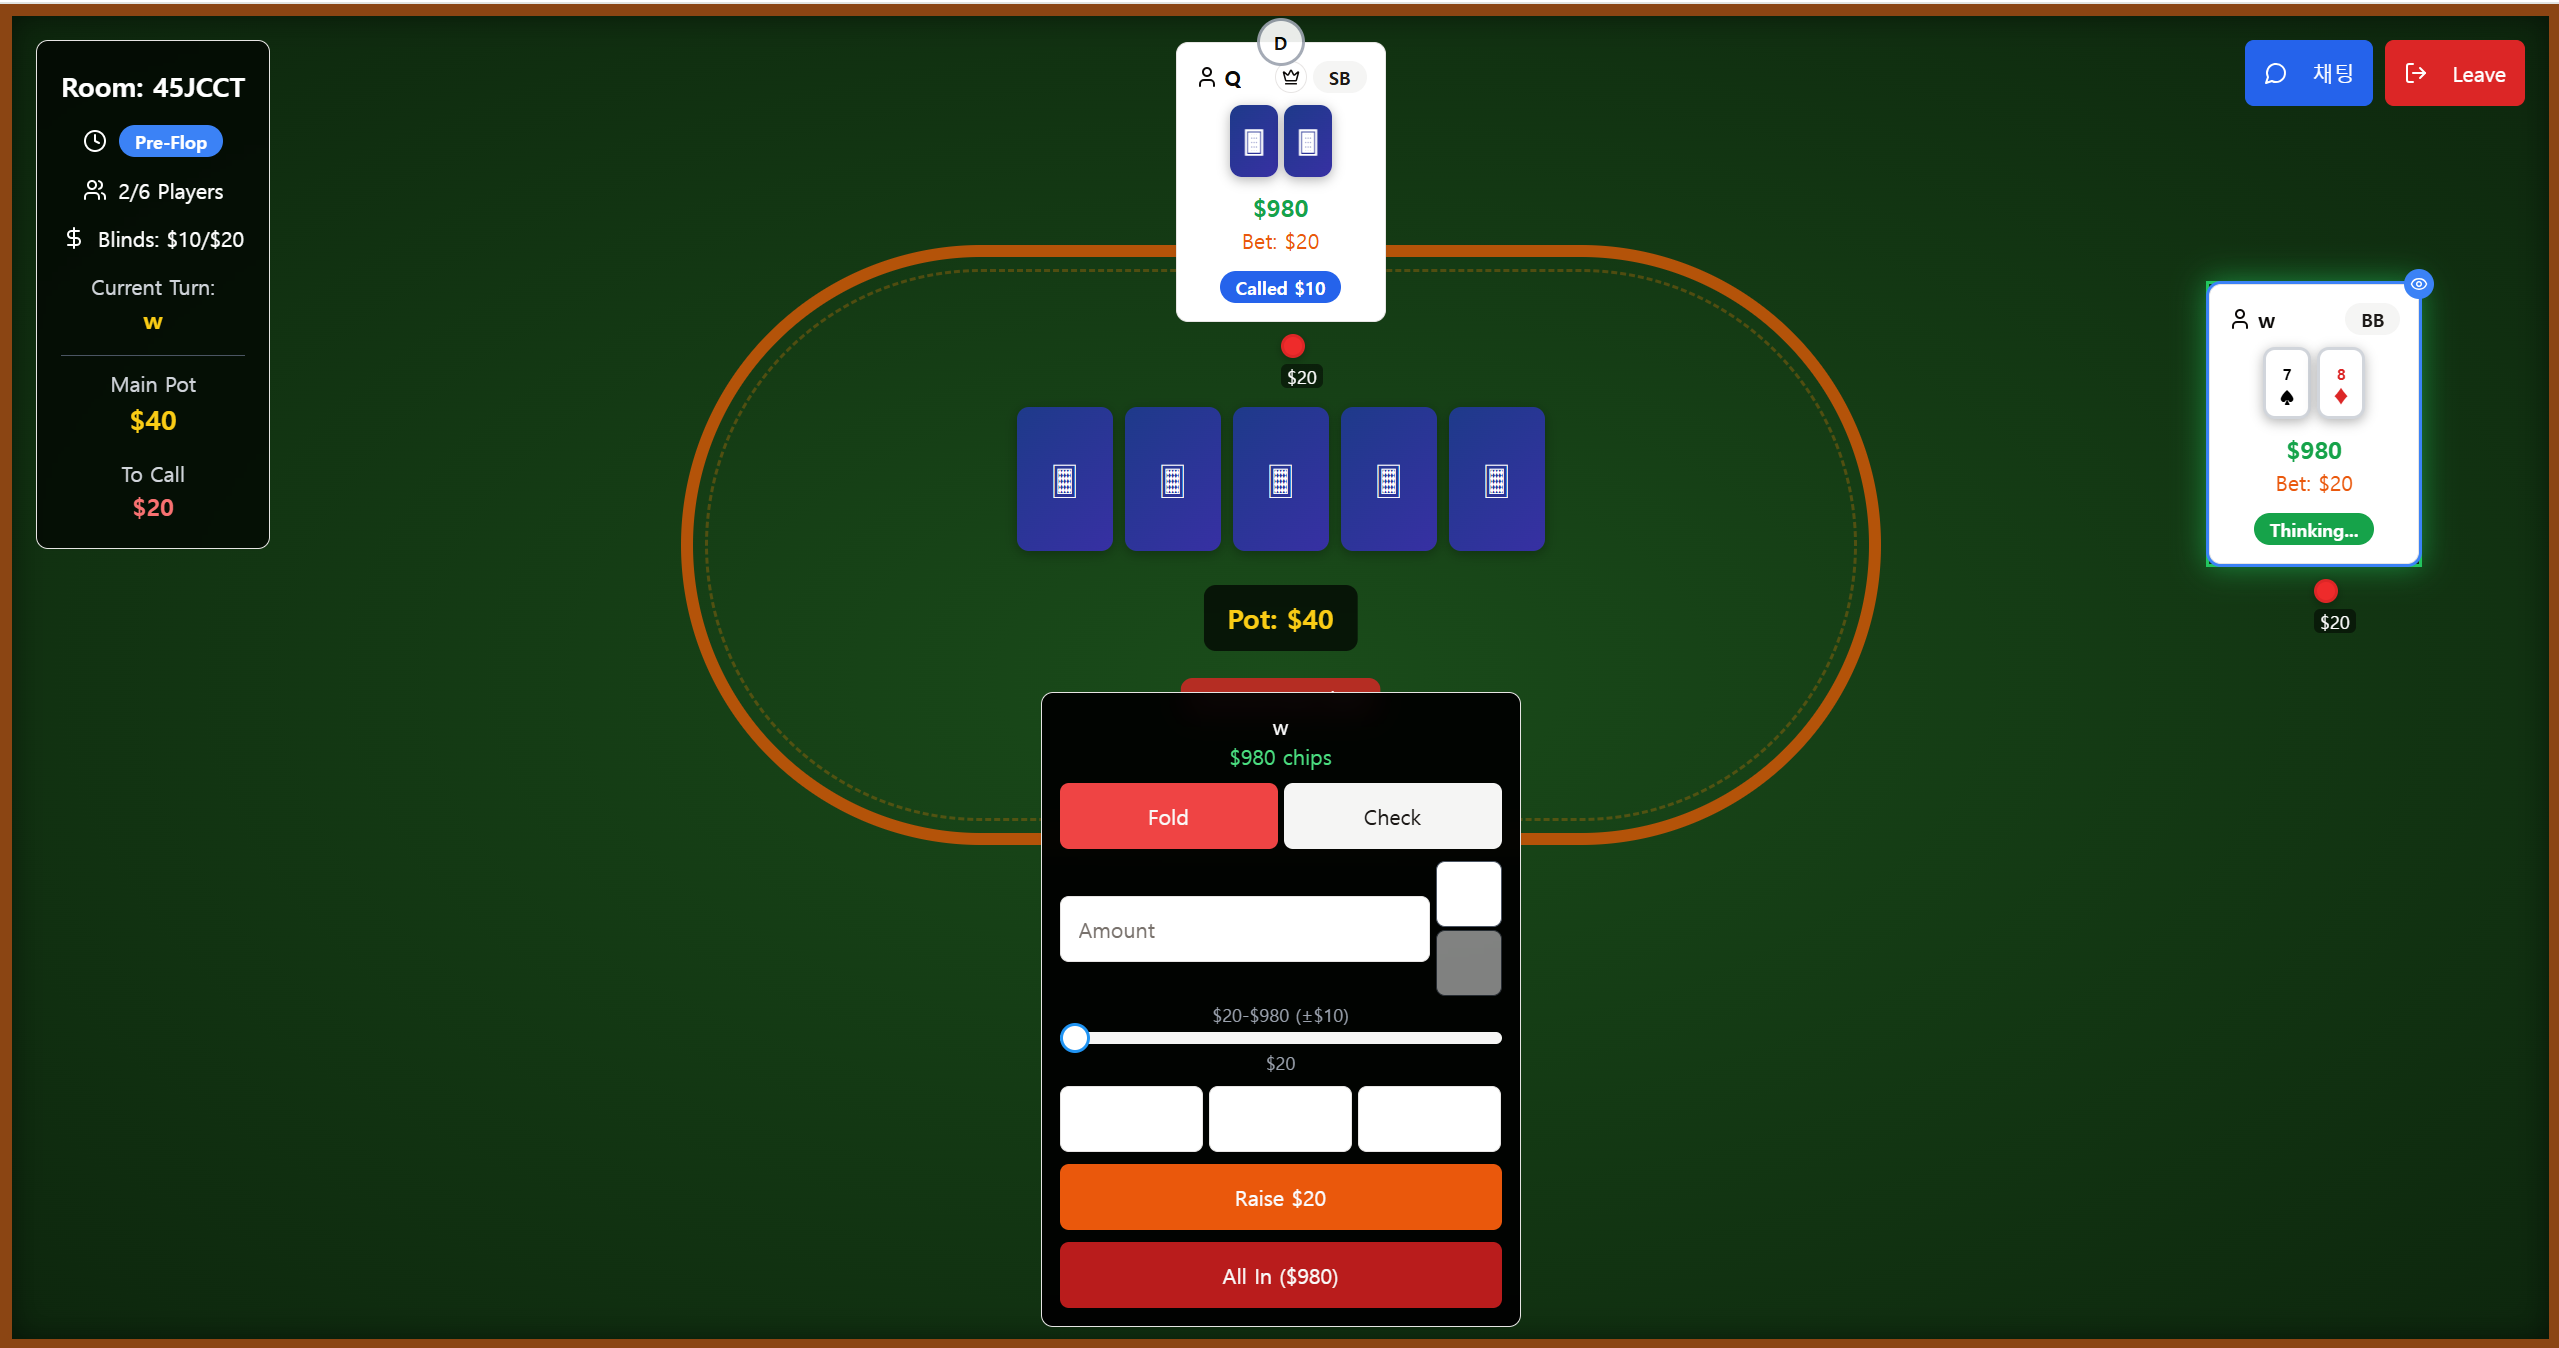 Room: 45JCCT
Pre-Flop
2/6 Players
Blinds: $10/$20
Current Turn:
w
Main Pot
$40
To Call
$20
D
Q SB
$980
Bet: $20
Called $10
$20
채팅
Leave
w BB
7 8
$980
Bet: $20
Thinking...
$20
Pot: $40
w
$980 chips
Fold Check
Amount
$20-$980 (±$10)
$20
Raise $20
All In ($980)